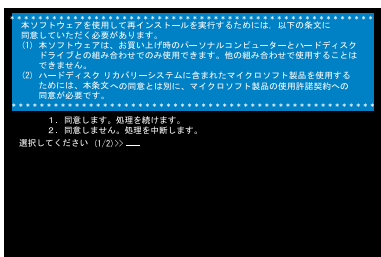 本ソフトウェアを使用して再インストールを実行するためには、以下の条文に
同意していただく必要があります。
(1) 本ソフトウェアは、お買い上げ時のパーソナルコンピューターとハードディスク
ドライブとの組み合わせでのみ使用できます。他の組み合わせで使用することは
できません。
(2) ハードディスク リカバリーシステムに含まれたマイクロソフト製品を使用する
ためには、本条文への同意とは別に、マイクロソフト製品の使用許諾契約への
同意が必要です。
1. 同意します。処理を続けます。
2. 同意しません。処理を中断します。
選択してください (1/2)>>